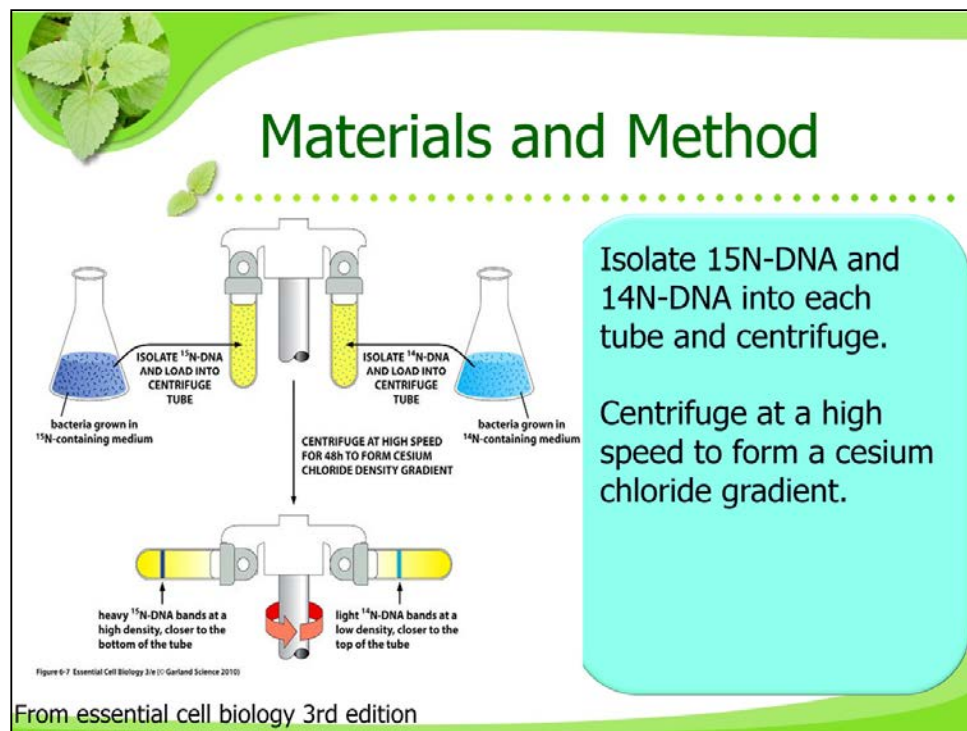 Materials and Method
Isolate 15N-DNA and
14N-DNA into each
tube and centrifuge.
Centrifuge at a high
speed to form a cesium
chloride gradient.
ISOLATE ¹⁵N-DNA
AND LOAD INTO
CENTRIFUGE
TUBE
ISOLATE ¹⁴N-DNA
AND LOAD INTO
CENTRIFUGE
TUBE
bacteria grown in
¹⁵N-containing medium
bacteria grown in
¹⁴N-containing medium
CENTRIFUGE AT HIGH SPEED
FOR 48h TO FORM CESIUM
CHLORIDE DENSITY GRADIENT
heavy ¹⁵N-DNA bands at a
high density, closer to the
bottom of the tube
light ¹⁴N-DNA bands at a
low density, closer to the
top of the tube
Figure 6-7 Essential Cell Biology 3/e (© Garland Science 2010)
From essential cell biology 3rd edition